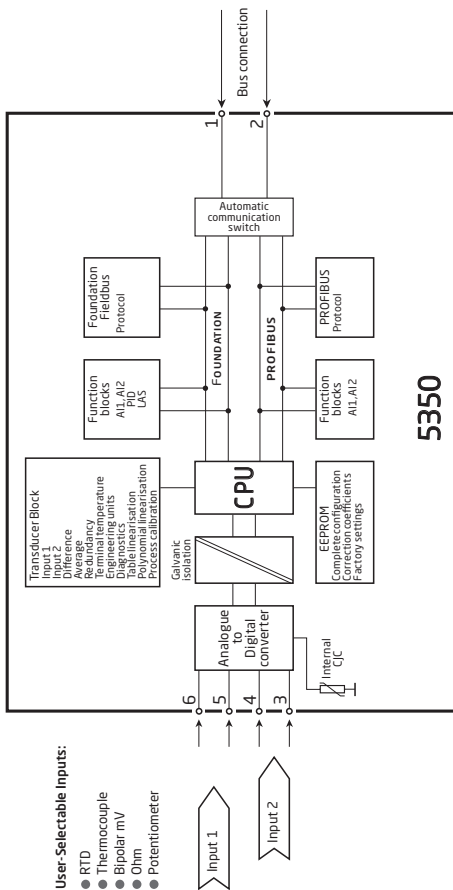 User-Selectable Inputs:
RTD
Thermocouple
Bipolar mV
Ohm
Potentiometer
Input 1
Input 2
6
5
4
3
Analogue
to
Digital
converter
Internal
CJC
Galvanic
isolation
Transducer Block
Input 1
Input 2
Difference
Average
Redundancy
Terminal temperature
Engineering units
Diagnostics
Table linearisation
Polynomial linearisation
Process calibration
CPU
EEPROM
Complete configuration
Correction coefficients
Factory settings
Function
blocks
AI1, AI2
PID
LAS
Foundation
Fieldbus
Protocol
FOUNDATION
PROFIBUS
Function
blocks
AI1, AI2
PROFIBUS
Protocol
Automatic
communication
switch
1
2
Bus connection
5350